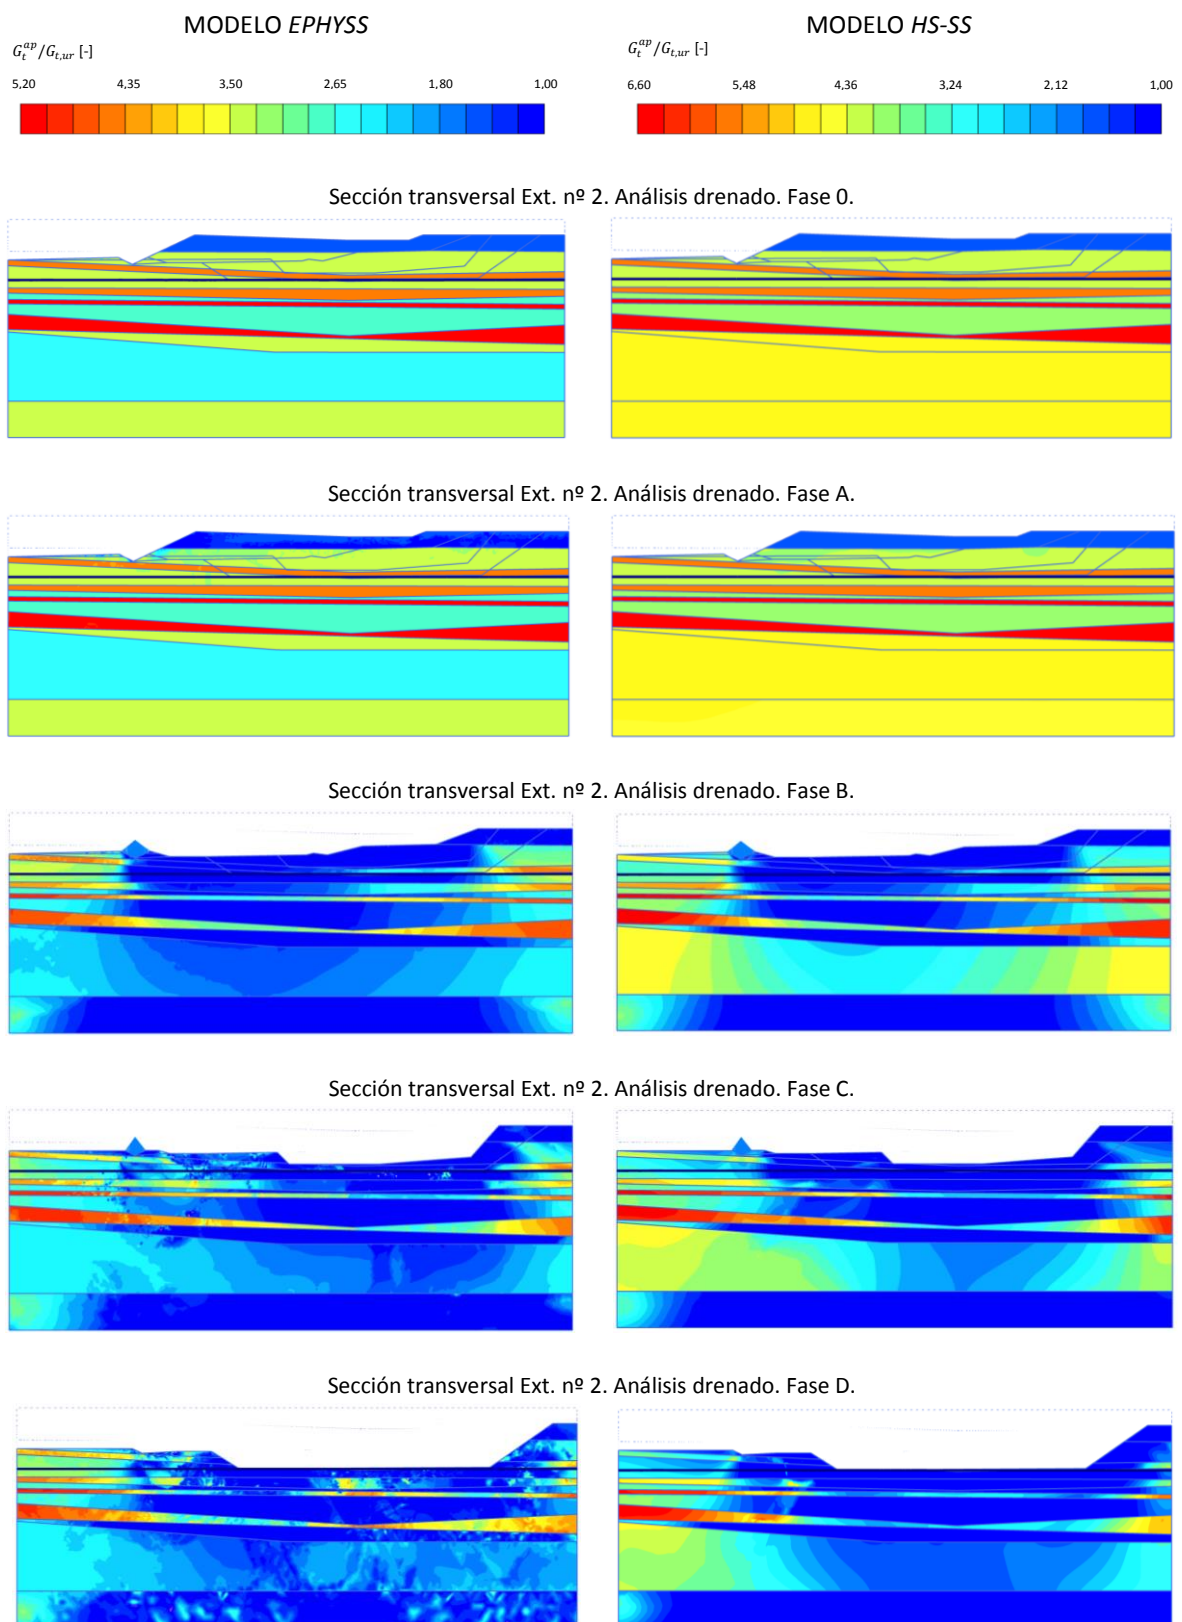 MODELO EPHYSS
G_t^{ap}/G_{t,ur} [-]
5,20 4,35 3,50 2,65 1,80 1,00
MODELO HS-SS
G_t^{ap}/G_{t,ur} [-]
6,60 5,48 4,36 3,24 2,12 1,00
Sección transversal Ext. nº 2. Análisis drenado. Fase 0.
Sección transversal Ext. nº 2. Análisis drenado. Fase A.
Sección transversal Ext. nº 2. Análisis drenado. Fase B.
Sección transversal Ext. nº 2. Análisis drenado. Fase C.
Sección transversal Ext. nº 2. Análisis drenado. Fase D.